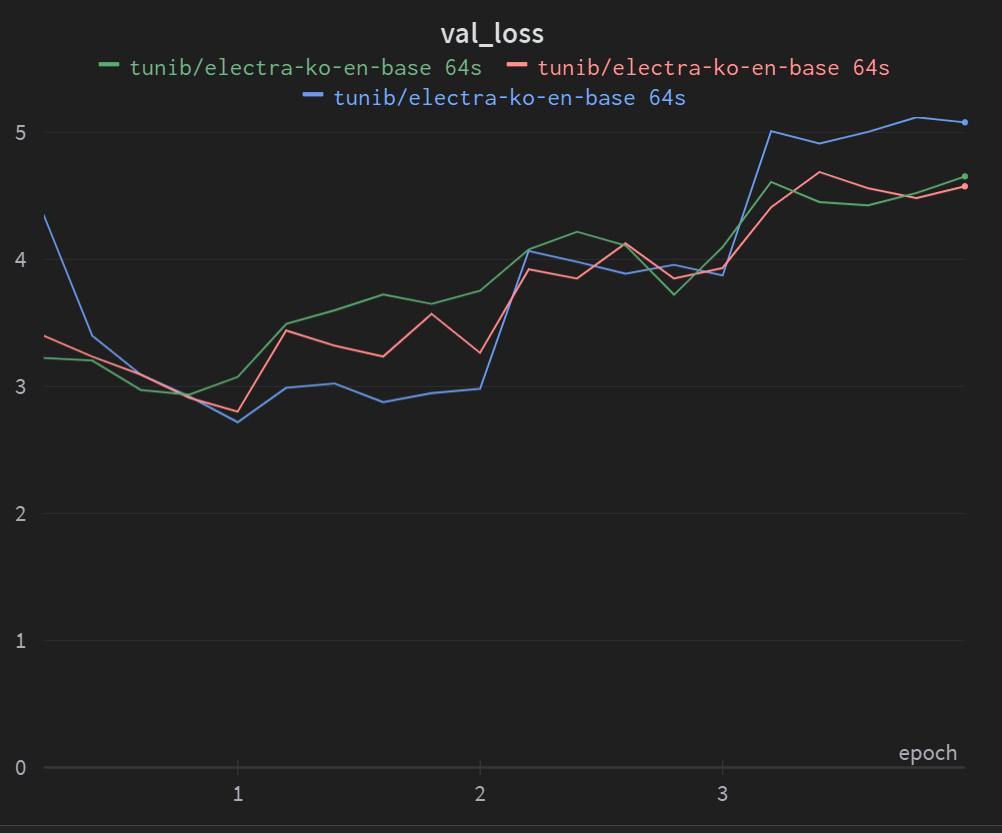 val_loss
tunib/electra-ko-en-base 64s tunib/electra-ko-en-base 64s
tunib/electra-ko-en-base 64s
5
4
3
2
1
epoch
0
1 2 3